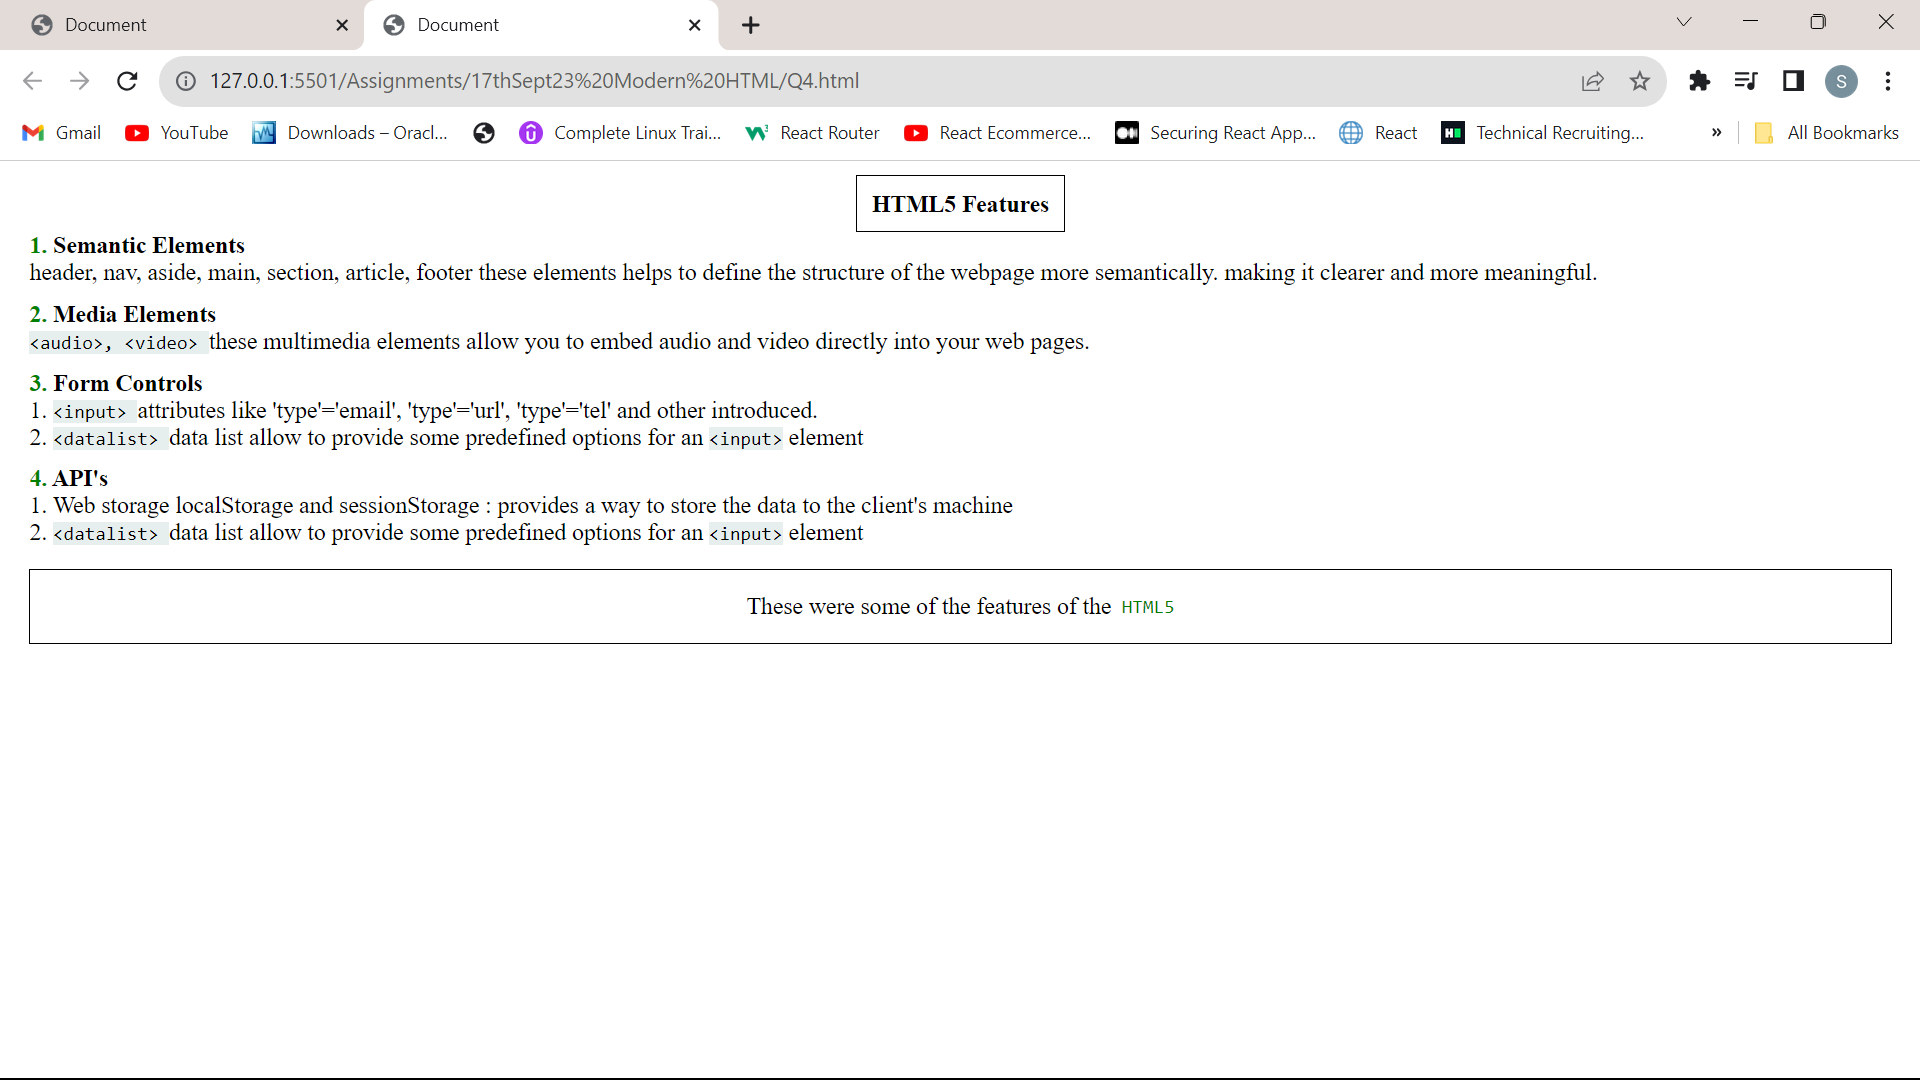 Document
Document
127.0.0.1:5501/Assignments/17thSept23%20Modern%20HTML/Q4.html
S
Gmail
YouTube
Downloads – Oracl...
Complete Linux Trai...
React Router
React Ecommerce...
Securing React App...
React
Technical Recruiting...
»
All Bookmarks
HTML5 Features
1. Semantic Elements
header, nav, aside, main, section, article, footer these elements helps to define the structure of the webpage more semantically. making it clearer and more meaningful.
2. Media Elements
<audio>, <video> these multimedia elements allow you to embed audio and video directly into your web pages.
3. Form Controls
1. <input> attributes like 'type'='email', 'type'='url', 'type'='tel' and other introduced.
2. <datalist> data list allow to provide some predefined options for an <input> element
4. API's
1. Web storage localStorage and sessionStorage : provides a way to store the data to the client's machine
2. <datalist> data list allow to provide some predefined options for an <input> element
These were some of the features of the HTML5